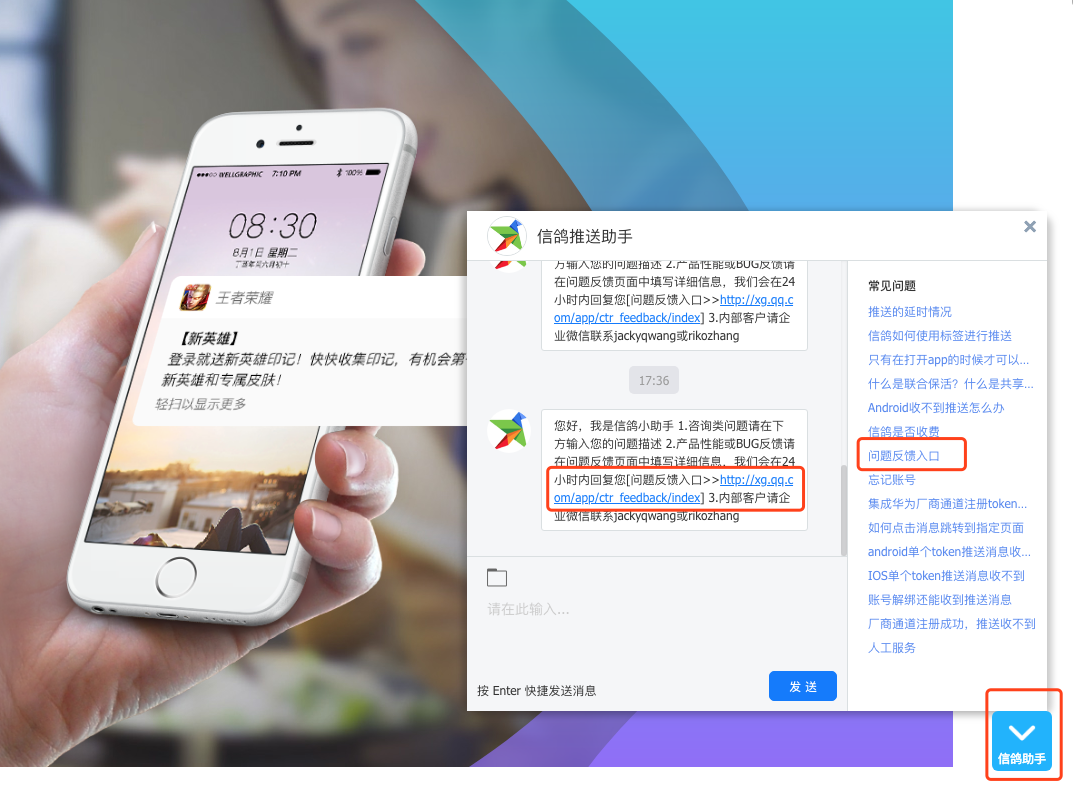 WELLGRAPHIC 7:10 PM 100%
08:30
8月1日 星期二
丁酉年六月初十
王者荣耀
【新英雄】
登录就送新英雄印记！快快收集印记，有机会第一
新英雄和专属皮肤！
轻扫以显示更多
信鸽推送助手
方输入您的问题描述 2.产品性能或BUG反馈请
在问题反馈页面中填写详细信息，我们会在24
小时内回复您[问题反馈入口>>http://xg.qq.c
om/app/ctr_feedback/index] 3.内部客户请企
业微信联系jackyqwang或rikozhang
17:36
您好，我是信鸽小助手 1.咨询类问题请在下
方输入您的问题描述 2.产品性能或BUG反馈请
在问题反馈页面中填写详细信息，我们会在24
小时内回复您[问题反馈入口>>http://xg.qq.c
om/app/ctr_feedback/index] 3.内部客户请企
业微信联系jackyqwang或rikozhang
请在此输入...
按 Enter 快捷发送消息
发 送
常见问题
推送的延时情况
信鸽如何使用标签进行推送
只有在打开app的时候才可以...
什么是联合保活？什么是共享...
Android收不到推送怎么办
信鸽是否收费
问题反馈入口
忘记账号
集成华为厂商通道注册token...
如何点击消息跳转到指定页面
android单个token推送消息收...
IOS单个token推送消息收不到
账号解绑还能收到推送消息
厂商通道注册成功，推送收不到
人工服务
信鸽助手